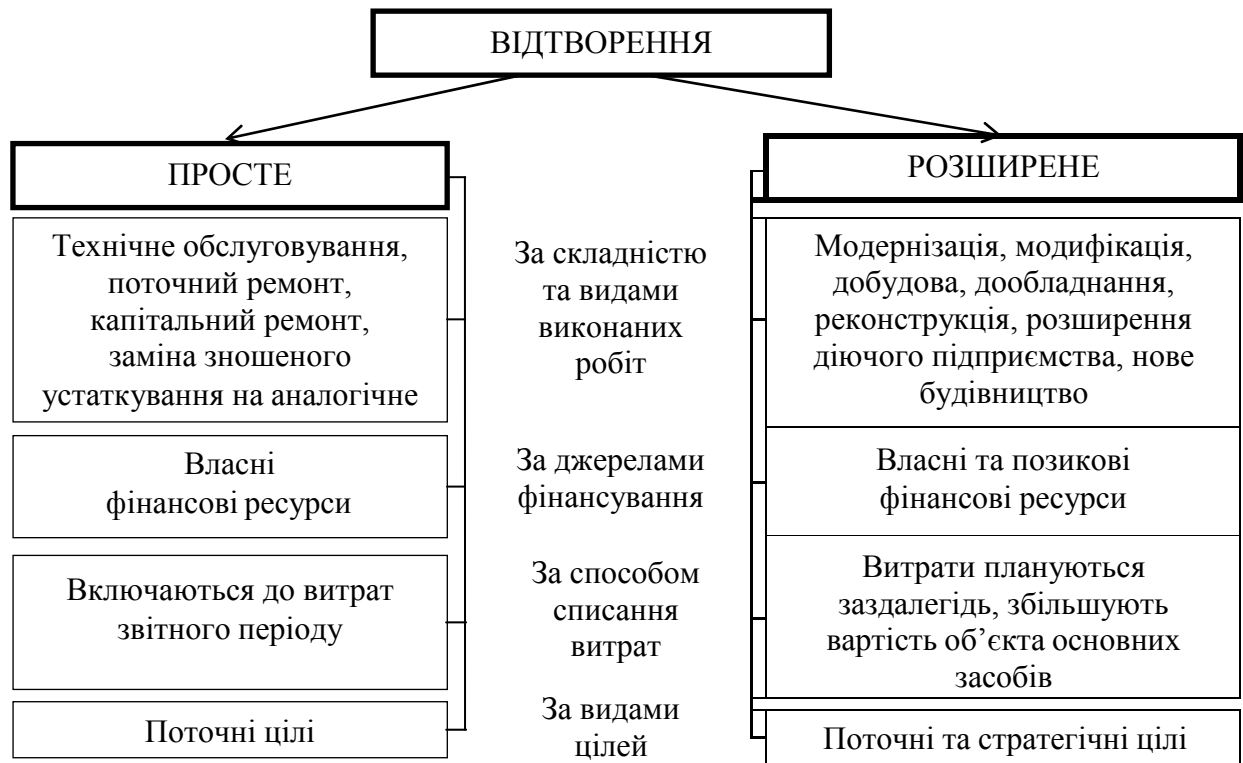 ВІДТВОРЕННЯ
ПРОСТЕ
РОЗШИРЕНЕ
Технічне обслуговування,
поточний ремонт,
капітальний ремонт,
заміна зношеного
устаткування на аналогічне
За складністю
та видами
виконаних
робіт
Модернізація, модифікація,
добудова, дообладнання,
реконструкція, розширення
діючого підприємства, нове
будівництво
Власні
фінансові ресурси
За джерелами
фінансування
Власні та позикові
фінансові ресурси
Включаються до витрат
звітного періоду
За способом
списання
витрат
Витрати плануються
заздалегідь, збільшують
вартість об’єкта основних
засобів
Поточні цілі
За видами
цілей
Поточні та стратегічні цілі